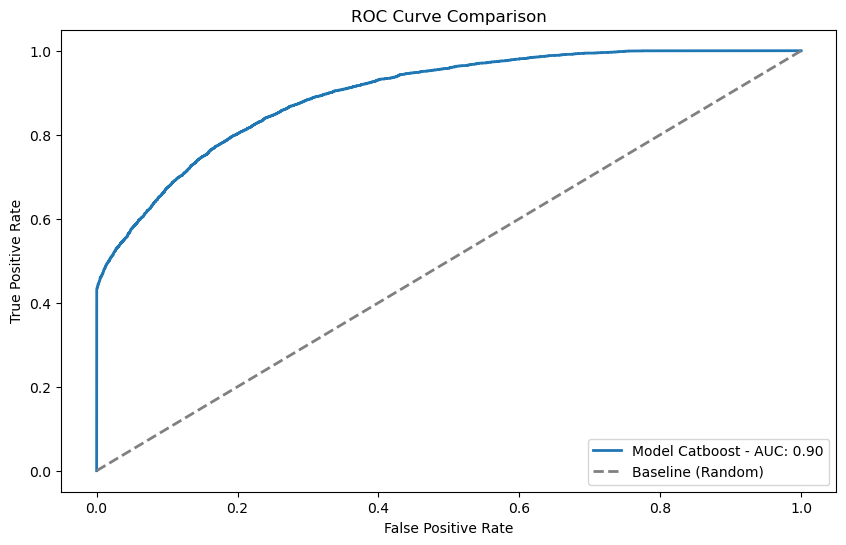 ROC Curve Comparison
True Positive Rate
1.0
0.8
0.6
0.4
0.2
0.0
0.0 0.2 0.4 0.6 0.8 1.0
False Positive Rate
Model Catboost - AUC: 0.90
Baseline (Random)